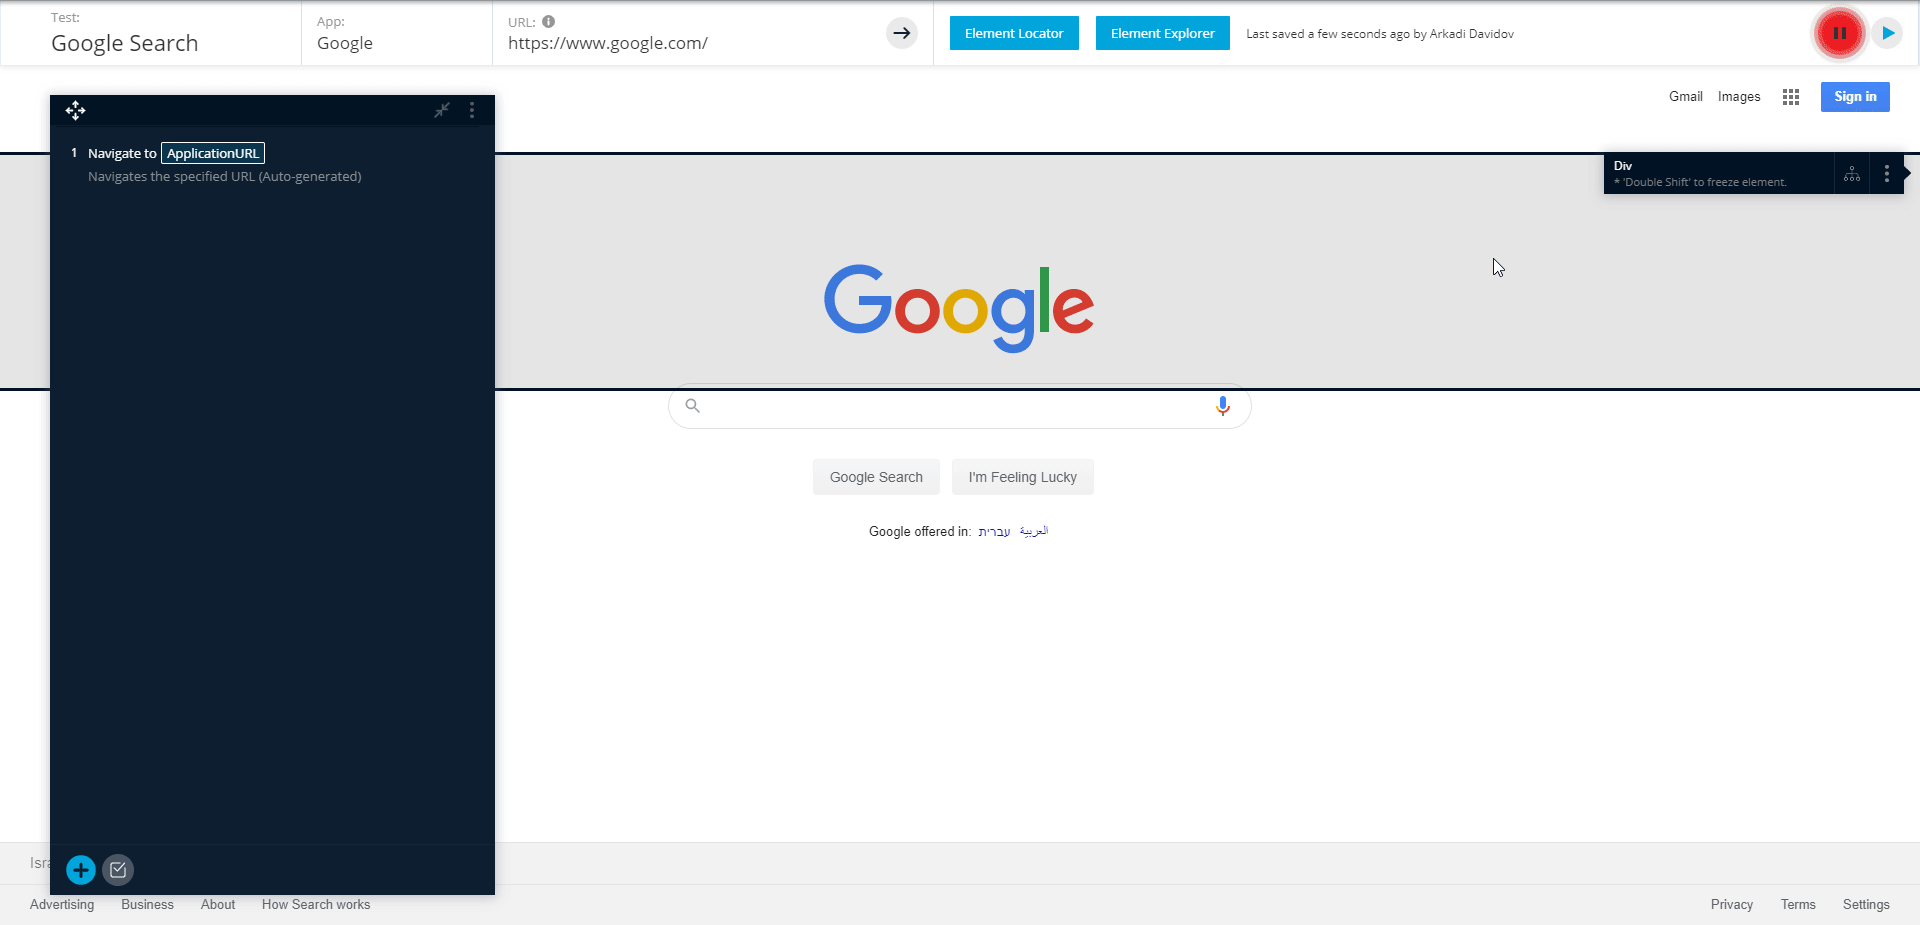 Test:
Google Search
App:
Google
URL:
https://www.google.com/
Element Locator
Element Explorer
Last saved a few seconds ago by Arkadi Davidov
Gmail
Images
Sign in
1 Navigate to ApplicationURL
Navigates the specified URL (Auto-generated)
Div
* 'Double Shift' to freeze element.
Google
Google Search
I'm Feeling Lucky
Google offered in: עברית العربية
Advertising
Business
About
How Search works
Privacy
Terms
Settings